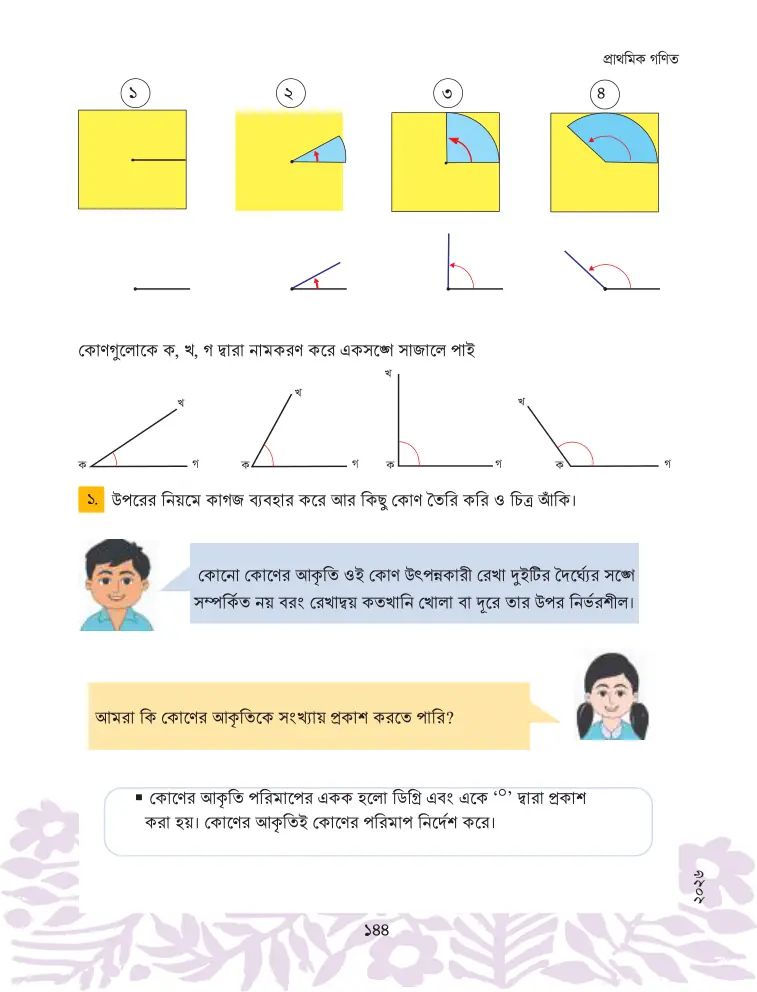 প্রাথমিক গণিত
১ ২ ৩ ৪
কোণগুলোকে ক, খ, গ দ্বারা নামকরণ করে একসঙ্গে সাজালে পাই
খ খ খ খ
ক গ ক গ ক গ ক গ
১. উপরের নিয়মে কাগজ ব্যবহার করে আর কিছু কোণ তৈরি করি ও চিত্র আঁকি।
কোনো কোণের আকৃতি ওই কোণ উৎপন্নকারী রেখা দুইটির দৈর্ঘ্যের সঙ্গে
সম্পর্কিত নয় বরং রেখাদ্বয় কতখানি খোলা বা দূরে তার উপর নির্ভরশীল।
আমরা কি কোণের আকৃতিকে সংখ্যায় প্রকাশ করতে পারি?
▪ কোণের আকৃতি পরিমাপের একক হলো ডিগ্রি এবং একে ‘°’ দ্বারা প্রকাশ
করা হয়। কোণের আকৃতিই কোণের পরিমাপ নির্দেশ করে।
২০২৬
১৪৪